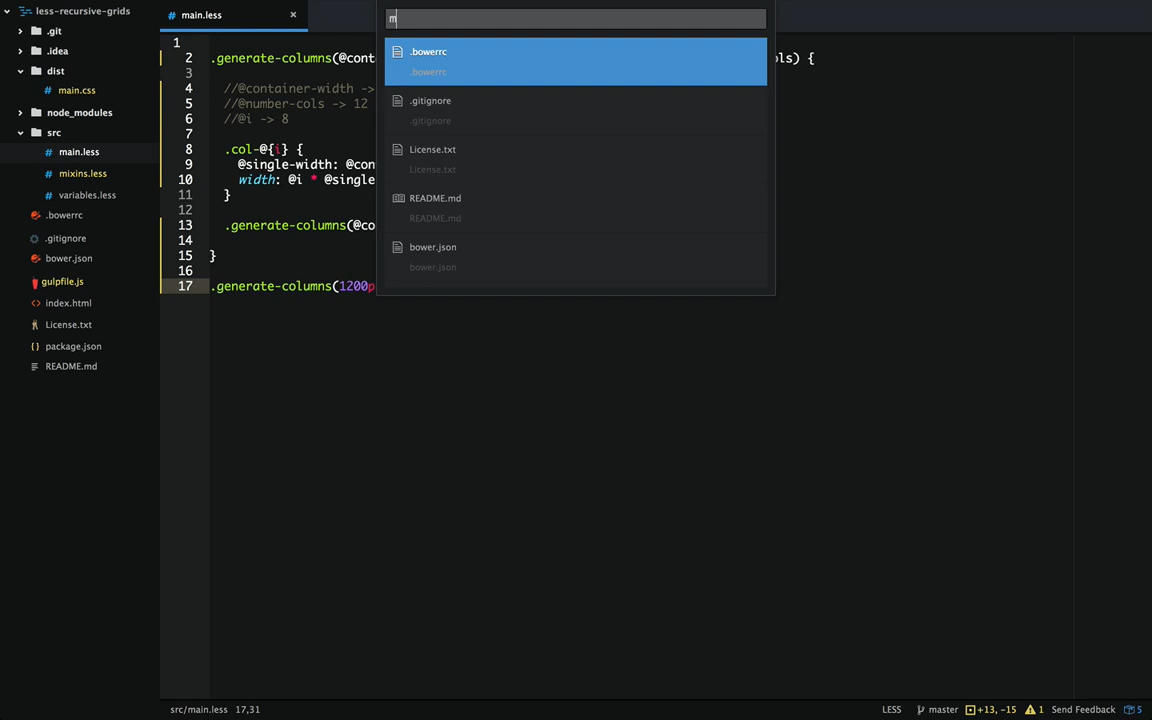 less-recursive-grids
.git
.idea
dist
main.css
node_modules
src
main.less
mixins.less
variables.less
.bowerrc
.gitignore
bower.json
gulpfile.js
index.html
License.txt
package.json
README.md
main.less
1
2 .generate-columns(@cont ls) {
3
4 //@container-width ->
5 //@number-cols -> 12
6 //@i -> 8
7
8 .col-@{i} {
9 @single-width: @con
10 width: @i * @single
11 }
12
13 .generate-columns(@co
14
15 }
16
17 .generate-columns(1200p
m
.bowerrc
.bowerrc
.gitignore
.gitignore
License.txt
License.txt
README.md
README.md
bower.json
bower.json
src/main.less 17,31
LESS master +13, -15 1 Send Feedback 5